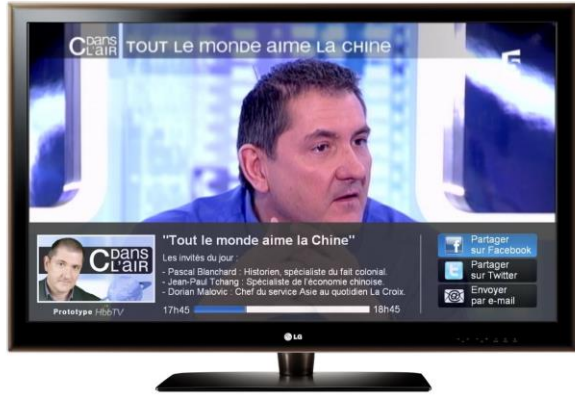 C DANS L'AIR TOUT LE MONDE AIME LA CHINE
5
C DANS L'AIR
"Tout le monde aime la Chine"
Les invités du jour :
- Pascal Blanchard : Historien, spécialiste du fait colonial.
- Jean-Paul Tchang : Spécialiste de l'économie chinoise.
- Dorian Malovic : Chef du service Asie au quotidien La Croix.
Prototype HbbTV
17h45
18h45
Partager
sur Facebook
Partager
sur Twitter
Envoyer
par e-mail
LG